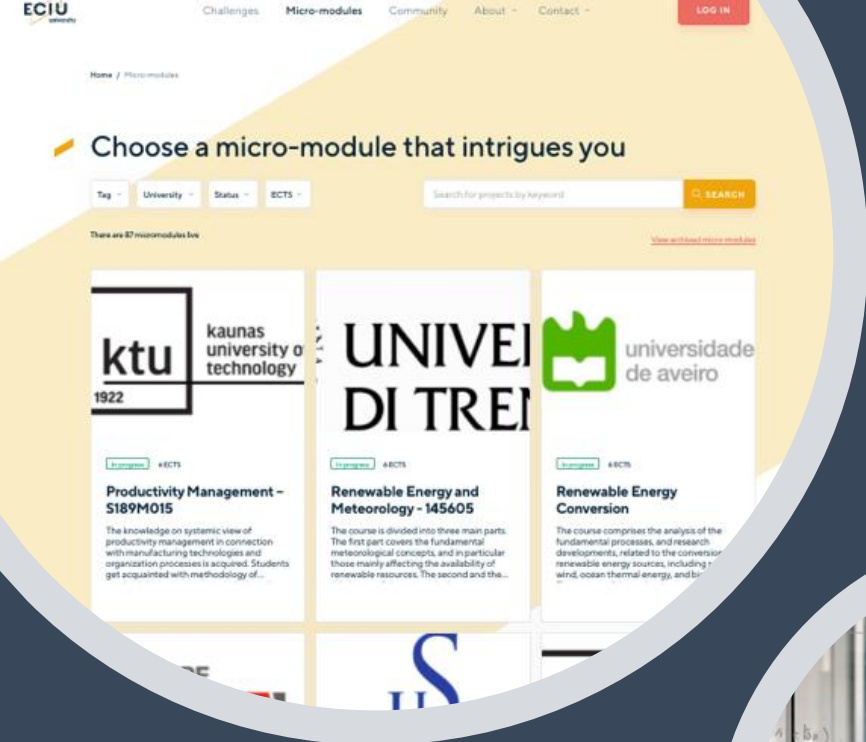 ECIU
university
Challenges Micro-modules Community About Contact
LOG IN
Home / Micro-modules
Choose a micro-module that intrigues you
Tag University Status ECTS
Search for projects by keyword
SEARCH
There are 87 micromodules live
View archived micro-modules
ktu
1922
kaunas
university o
technology
UNIVE
DI TRE
universidade
de aveiro
In progress 6 ECTS
Productivity Management –
S189M015
The knowledge on systemic view of
productivity management in connection
with manufacturing technologies and
organization processes is acquired. Students
get acquainted with methodology of...
In progress 6 ECTS
Renewable Energy and
Meteorology - 145605
The course is divided into three main parts.
The first part covers the fundamental
meteorological concepts, and in particular
those mainly affecting the availability of
renewable resources. The second and the...
In progress 6 ECTS
Renewable Energy
Conversion
The course comprises the analysis of the
fundamental processes, and research
developments, related to the conversion
renewable energy sources, including
wind, ocean thermal energy, and